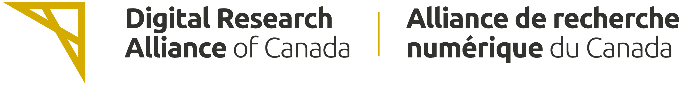 Digital Research
Alliance of Canada
Alliance de recherche
numérique du Canada